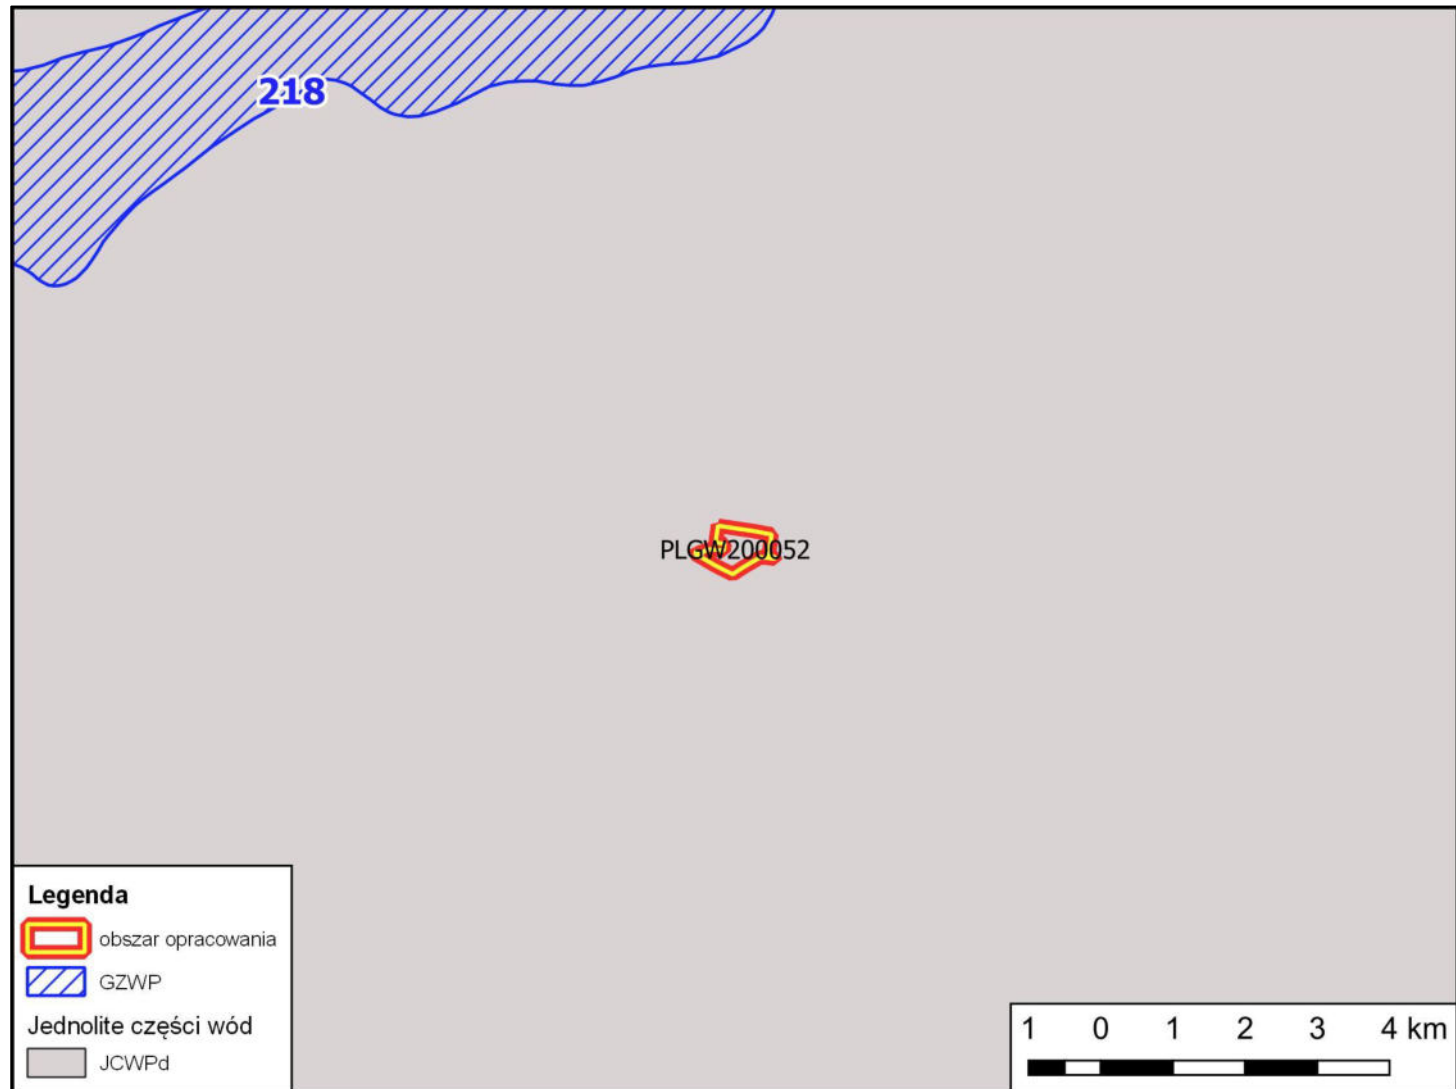 218
PLGW200052
Legenda
obszar opracowania
GZWP
Jednolite części wód
JCWPd
1 0 1 2 3 4 km